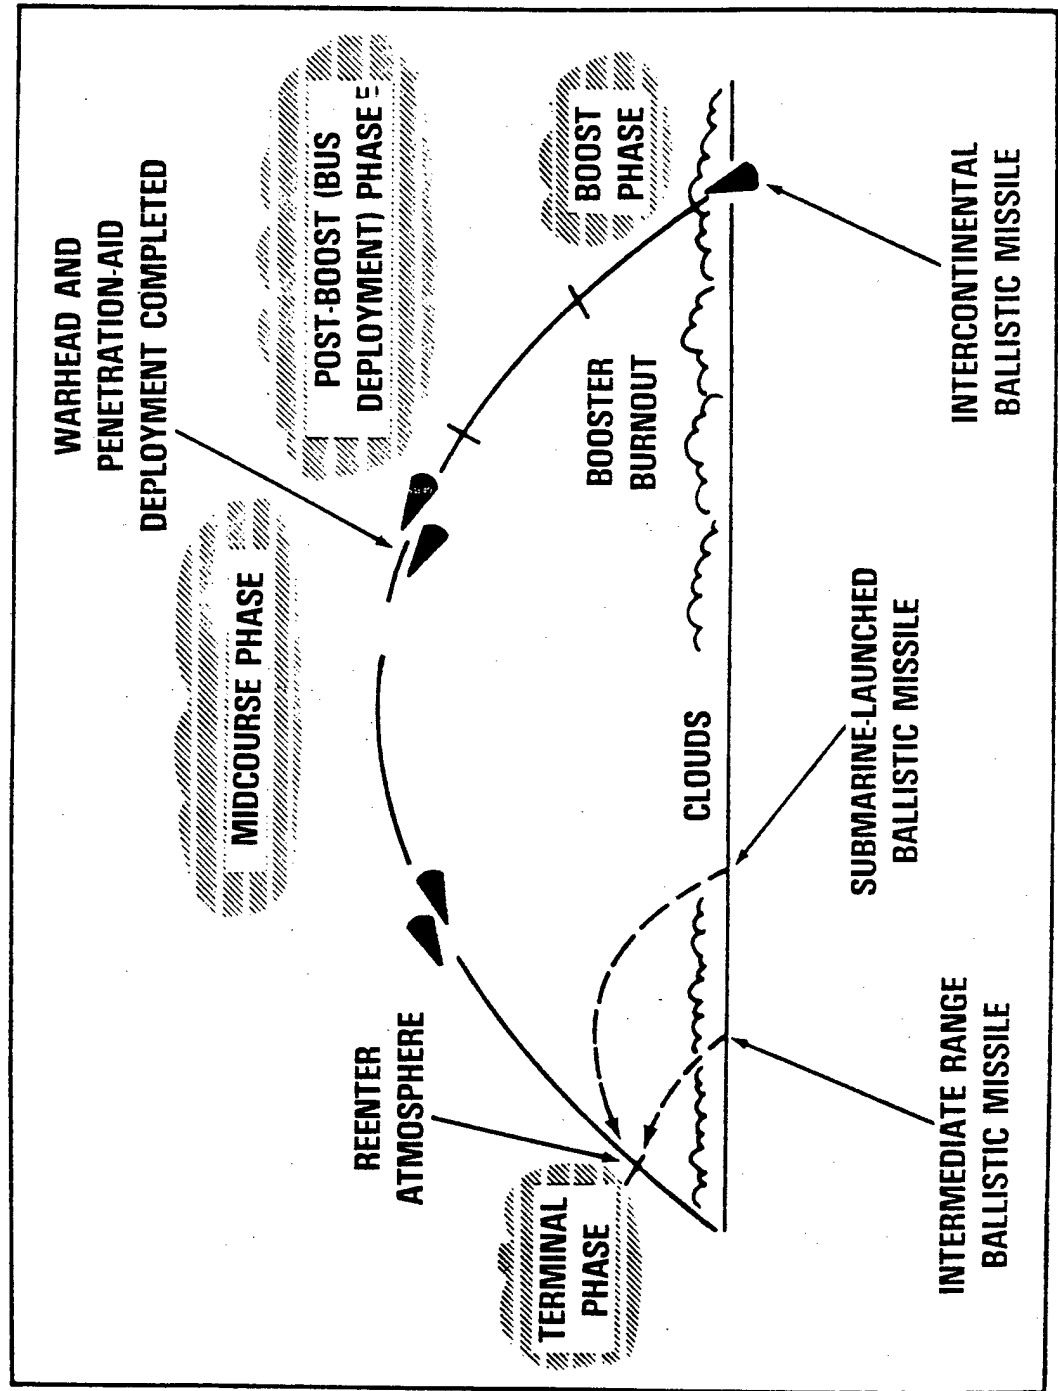 WARHEAD AND
PENETRATION-AID
DEPLOYMENT COMPLETED
MIDCOURSE PHASE
POST-BOOST (BUS
DEPLOYMENT) PHASE
REENTER
ATMOSPHERE
TERMINAL
PHASE
BOOST
PHASE
BOOSTER
BURNOUT
CLOUDS
INTERMEDIATE RANGE
BALLISTIC MISSILE
SUBMARINE-LAUNCHED
BALLISTIC MISSILE
INTERCONTINENTAL
BALLISTIC MISSILE